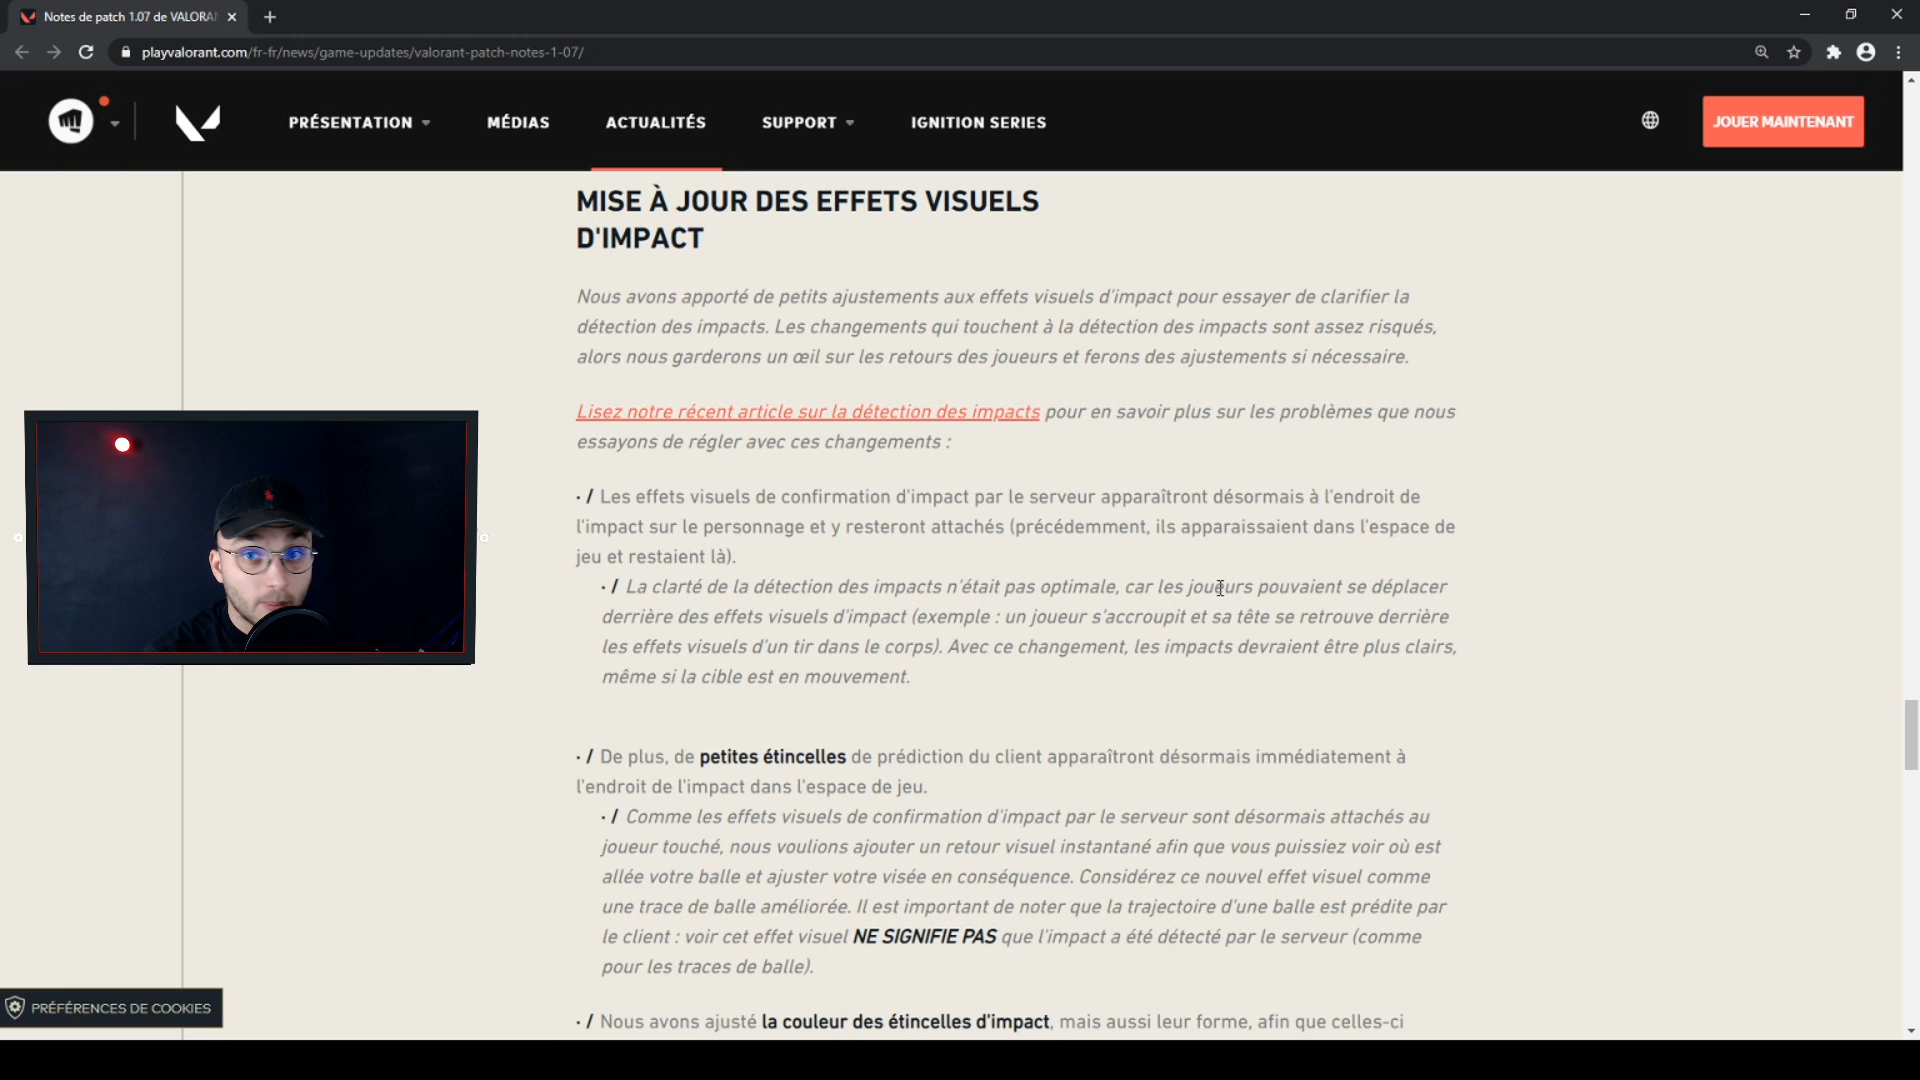 Notes de patch 1.07 de VALORAN
playvalorant.com/fr-fr/news/game-updates/valorant-patch-notes-1-07/
PRÉSENTATION
MÉDIAS
ACTUALITÉS
SUPPORT
IGNITION SERIES
JOUER MAINTENANT
MISE À JOUR DES EFFETS VISUELS
D'IMPACT
Nous avons apporté de petits ajustements aux effets visuels d'impact pour essayer de clarifier la
détection des impacts. Les changements qui touchent à la détection des impacts sont assez risqués,
alors nous garderons un œil sur les retours des joueurs et ferons des ajustements si nécessaire.
Lisez notre récent article sur la détection des impacts pour en savoir plus sur les problèmes que nous
essayons de régler avec ces changements :
· / Les effets visuels de confirmation d'impact par le serveur apparaîtront désormais à l'endroit de
l'impact sur le personnage et y resteront attachés (précédemment, ils apparaissaient dans l'espace de
jeu et restaient là).
· / La clarté de la détection des impacts n'était pas optimale, car les joueurs pouvaient se déplacer
derrière des effets visuels d'impact (exemple : un joueur s'accroupit et sa tête se retrouve derrière
les effets visuels d'un tir dans le corps). Avec ce changement, les impacts devraient être plus clairs,
même si la cible est en mouvement.
· / De plus, de petites étincelles de prédiction du client apparaîtront désormais immédiatement à
l'endroit de l'impact dans l'espace de jeu.
· / Comme les effets visuels de confirmation d'impact par le serveur sont désormais attachés au
joueur touché, nous voulions ajouter un retour visuel instantané afin que vous puissiez voir où est
allée votre balle et ajuster votre visée en conséquence. Considérez ce nouvel effet visuel comme
une trace de balle améliorée. Il est important de noter que la trajectoire d'une balle est prédite par
le client : voir cet effet visuel NE SIGNIFIE PAS que l'impact a été détecté par le serveur (comme
pour les traces de balle).
PRÉFÉRENCES DE COOKIES
· / Nous avons ajusté la couleur des étincelles d'impact, mais aussi leur forme, afin que celles-ci